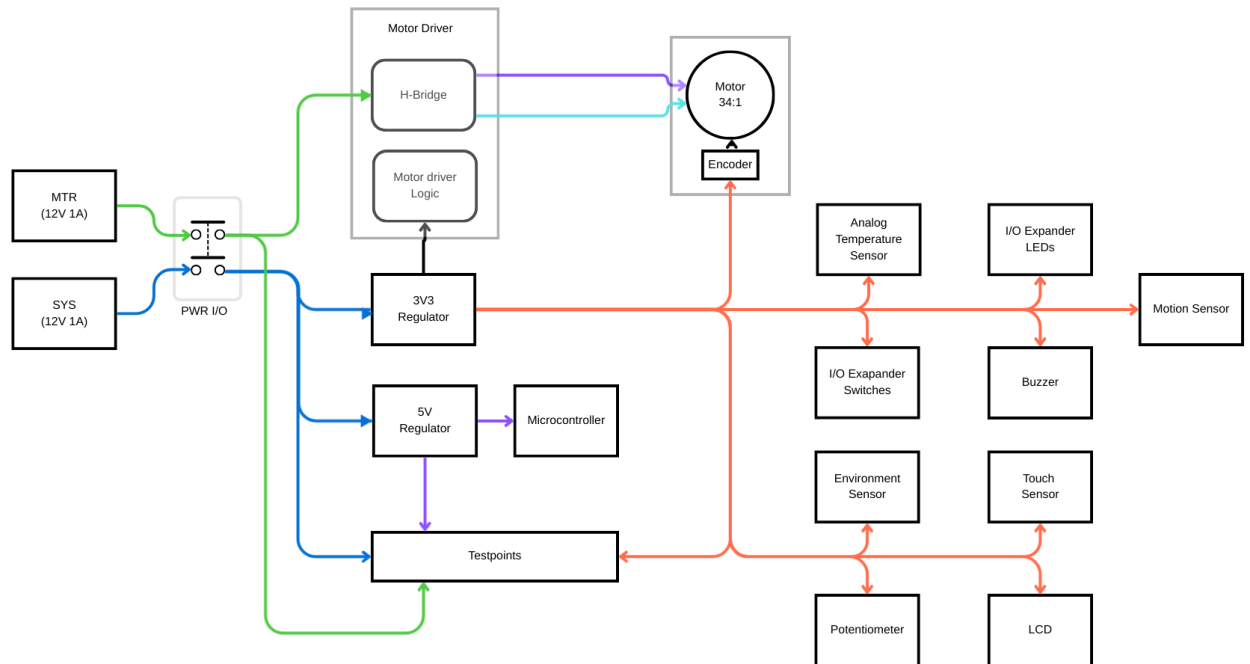 Motor Driver
H-Bridge
Motor
34:1
Encoder
Motor driver
Logic
MTR
(12V 1A)
SYS
(12V 1A)
PWR I/O
3V3
Regulator
Analog
Temperature
Sensor
I/O Expander
LEDs
Motion Sensor
I/O Exapander
Switches
Buzzer
5V
Regulator
Microcontroller
Environment
Sensor
Touch
Sensor
Testpoints
Potentiometer
LCD